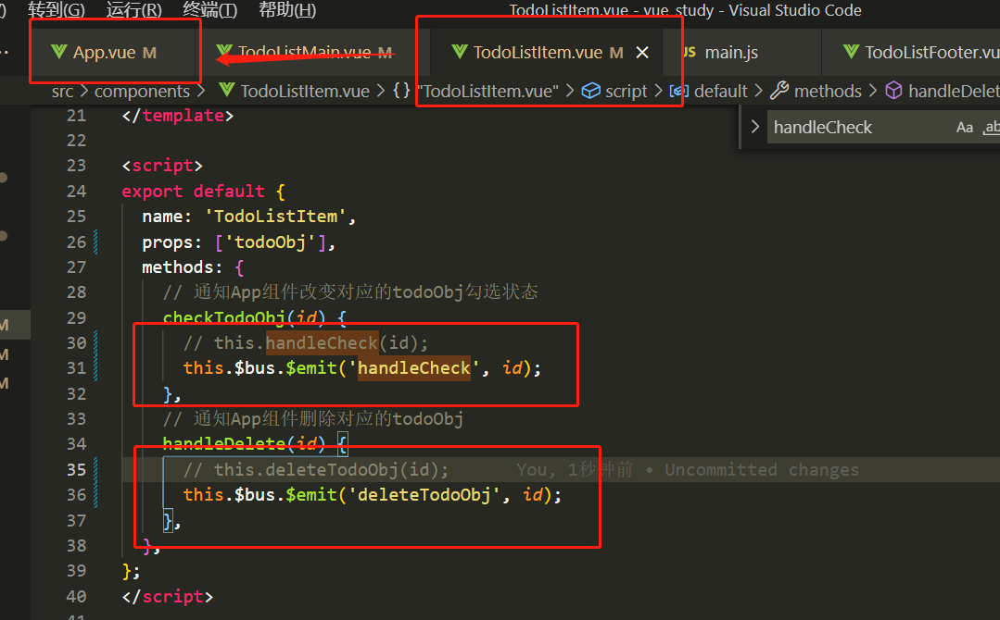 转到(G) 运行(R) 终端(T) 帮助(H) TodoListItem.vue - vue_study - Visual Studio Code
App.vue M TodoListMain.vue M TodoListItem.vue M × JS main.js TodoListFooter.vu
src > components > TodoListItem.vue > {} "TodoListItem.vue" > script > default > methods > handleDelet
handleCheck Aa ab
21 </template>
22
23 <script>
24 export default {
25 name: 'TodoListItem',
26 props: ['todoObj'],
27 methods: {
28 // 通知App组件改变对应的todoObj勾选状态
29 checkTodoObj(id) {
30 // this.handleCheck(id);
31 this.$bus.$emit('handleCheck', id);
32 },
33 // 通知App组件删除对应的todoObj
34 handleDelete(id) {
35 // this.deleteTodoObj(id); You, 1秒钟前 • Uncommitted changes
36 this.$bus.$emit('deleteTodoObj', id);
37 },
38 },
39 };
40 </script>
41
M
M
M